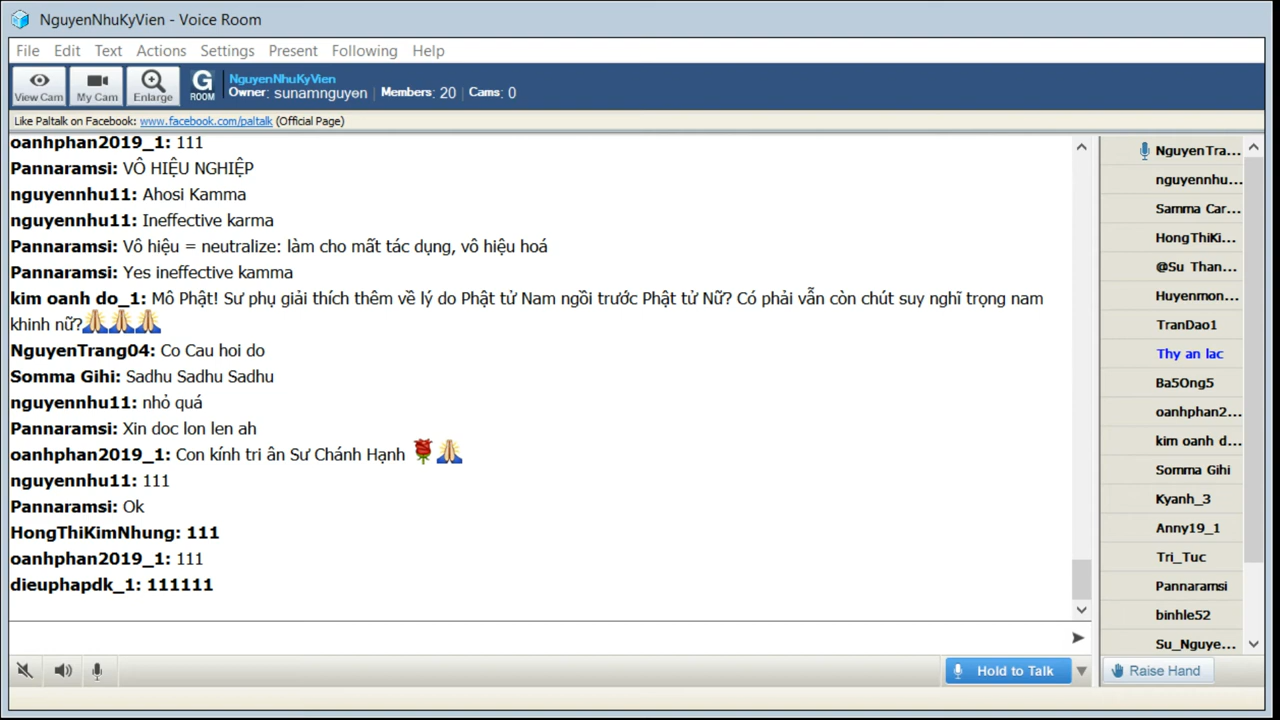 NguyenNhuKyVien - Voice Room
File Edit Text Actions Settings Present Following Help
View Cam My Cam Enlarge G ROOM
NguyenNhuKyVien
Owner: sunamnguyen | Members: 20 | Cams: 0
Like Paltalk on Facebook: www.facebook.com/paltalk (Official Page)
oanhphan2019_1: 111
Pannaramsi: VÔ HIỆU NGHIỆP
nguyennhu11: Ahosi Kamma
nguyennhu11: Ineffective karma
Pannaramsi: Vô hiệu = neutralize: làm cho mất tác dụng, vô hiệu hoá
Pannaramsi: Yes ineffective kamma
kim oanh do_1: Mô Phật! Sư phụ giải thích thêm về lý do Phật tử Nam ngồi trước Phật tử Nữ? Có phải vẫn còn chút suy nghĩ trọng nam
khinh nữ?🙏🙏🙏
NguyenTrang04: Co Cau hoi do
Somma Gihi: Sadhu Sadhu Sadhu
nguyennhu11: nhỏ quá
Pannaramsi: Xin doc lon len ah
oanhphan2019_1: Con kính tri ân Sư Chánh Hạnh 🌹🙏
nguyennhu11: 111
Pannaramsi: Ok
HongThiKimNhung: 111
oanhphan2019_1: 111
dieuphapdk_1: 111111
NguyenTra...
nguyennhu...
Samma Car...
HongThiKi...
@Su Than...
Huyenmon...
TranDao1
Thy an lac
Ba5Ong5
oanhphan2...
kim oanh d...
Somma Gihi
Kyanh_3
Anny19_1
Tri_Tuc
Pannaramsi
binhle52
Su_Nguye...
Hold to Talk
Raise Hand